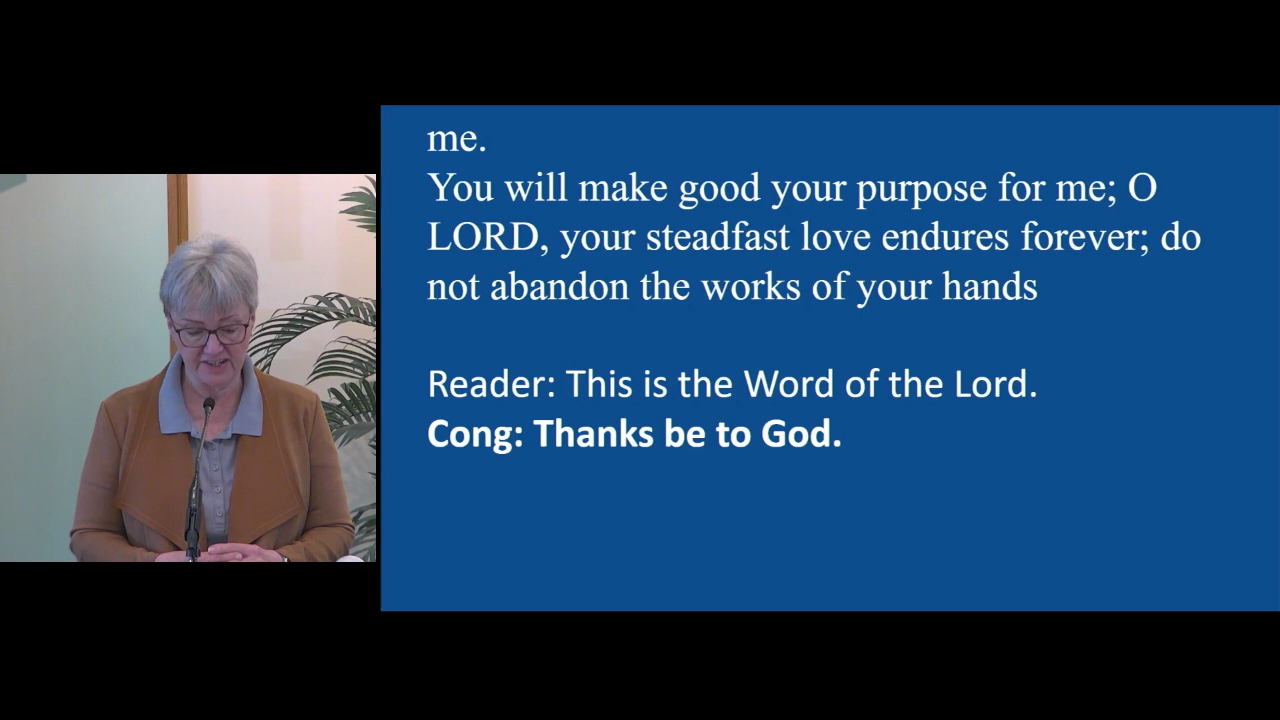 me.
You will make good your purpose for me; O
LORD, your steadfast love endures forever; do
not abandon the works of your hands
Reader: This is the Word of the Lord.
Cong: Thanks be to God.